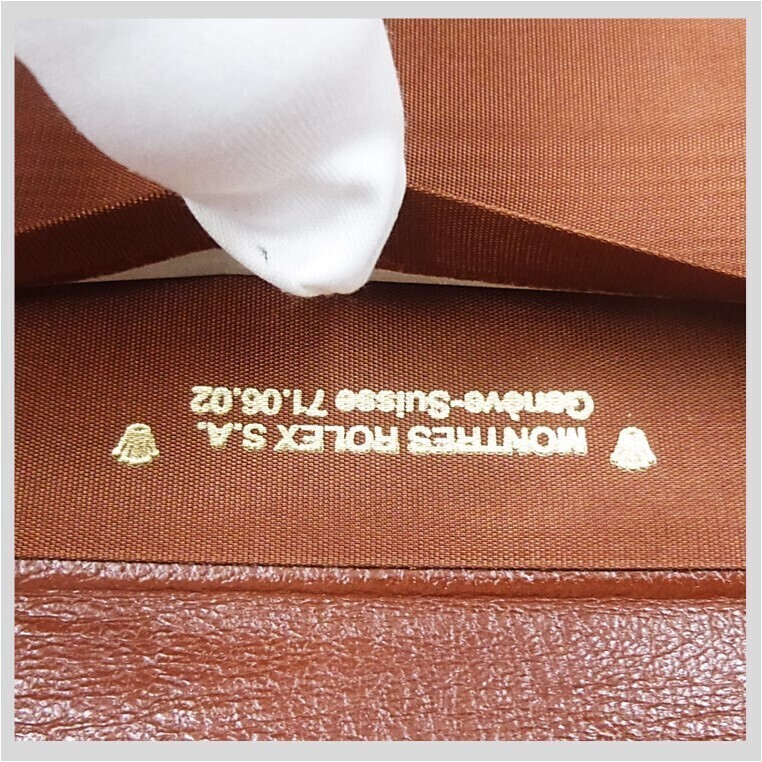 MONTRES ROLEX S.A.
Genève-Suisse 71.06.02